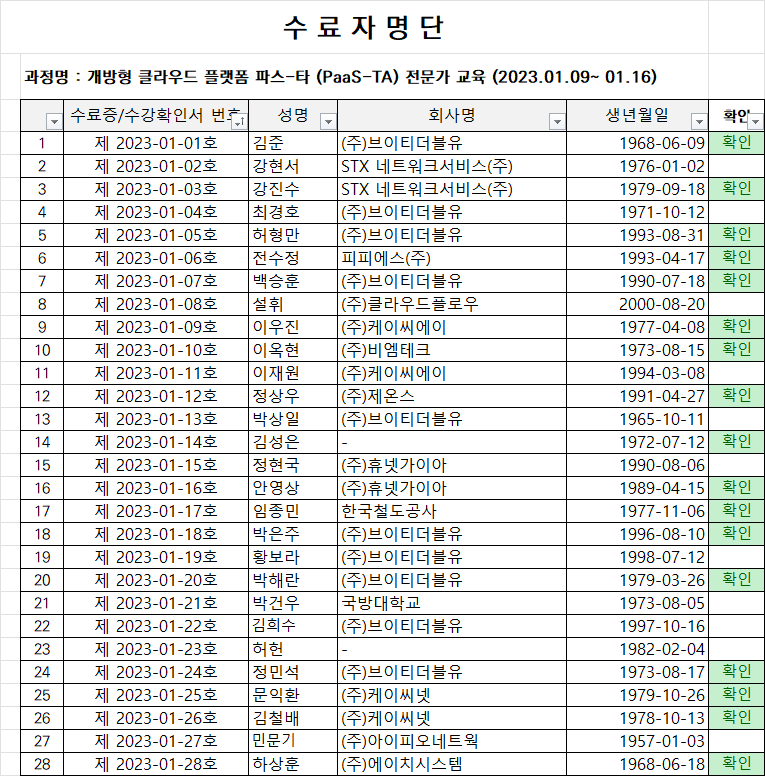 수 료 자 명 단
과정명 : 개방형 클라우드 플랫폼 파스-타 (PaaS-TA) 전문가 교육 (2023.01.09~ 01.16)
수료증/수강확인서 번호 성명 회사명 생년월일 확인
1 제 2023-01-01호 김준 (주)브이티더블유 1968-06-09 확인
2 제 2023-01-02호 강현서 STX 네트워크서비스(주) 1976-01-02
3 제 2023-01-03호 강진수 STX 네트워크서비스(주) 1979-09-18 확인
4 제 2023-01-04호 최경호 (주)브이티더블유 1971-10-12
5 제 2023-01-05호 허형만 (주)브이티더블유 1993-08-31 확인
6 제 2023-01-06호 전수정 피피에스(주) 1993-04-17 확인
7 제 2023-01-07호 백승훈 (주)브이티더블유 1990-07-18 확인
8 제 2023-01-08호 설휘 (주)클라우드플로우 2000-08-20
9 제 2023-01-09호 이우진 (주)케이씨에이 1977-04-08 확인
10 제 2023-01-10호 이옥현 (주)비엠테크 1973-08-15 확인
11 제 2023-01-11호 이재원 (주)케이씨에이 1994-03-08
12 제 2023-01-12호 정상우 (주)제온스 1991-04-27 확인
13 제 2023-01-13호 박상일 (주)브이티더블유 1965-10-11
14 제 2023-01-14호 김성은 - 1972-07-12 확인
15 제 2023-01-15호 정현국 (주)휴넷가이아 1990-08-06
16 제 2023-01-16호 안영상 (주)휴넷가이아 1989-04-15 확인
17 제 2023-01-17호 임종민 한국철도공사 1977-11-06 확인
18 제 2023-01-18호 박은주 (주)브이티더블유 1996-08-10 확인
19 제 2023-01-19호 황보라 (주)브이티더블유 1998-07-12
20 제 2023-01-20호 박해란 (주)브이티더블유 1979-03-26 확인
21 제 2023-01-21호 박건우 국방대학교 1973-08-05
22 제 2023-01-22호 김희수 (주)브이티더블유 1997-10-16
23 제 2023-01-23호 허헌 - 1982-02-04
24 제 2023-01-24호 정민석 (주)브이티더블유 1973-08-17 확인
25 제 2023-01-25호 문익환 (주)케이씨넷 1979-10-26 확인
26 제 2023-01-26호 김철배 (주)케이씨넷 1978-10-13 확인
27 제 2023-01-27호 민문기 (주)아이피오네트웍 1957-01-03
28 제 2023-01-28호 하상훈 (주)에이치시스템 1968-06-18 확인